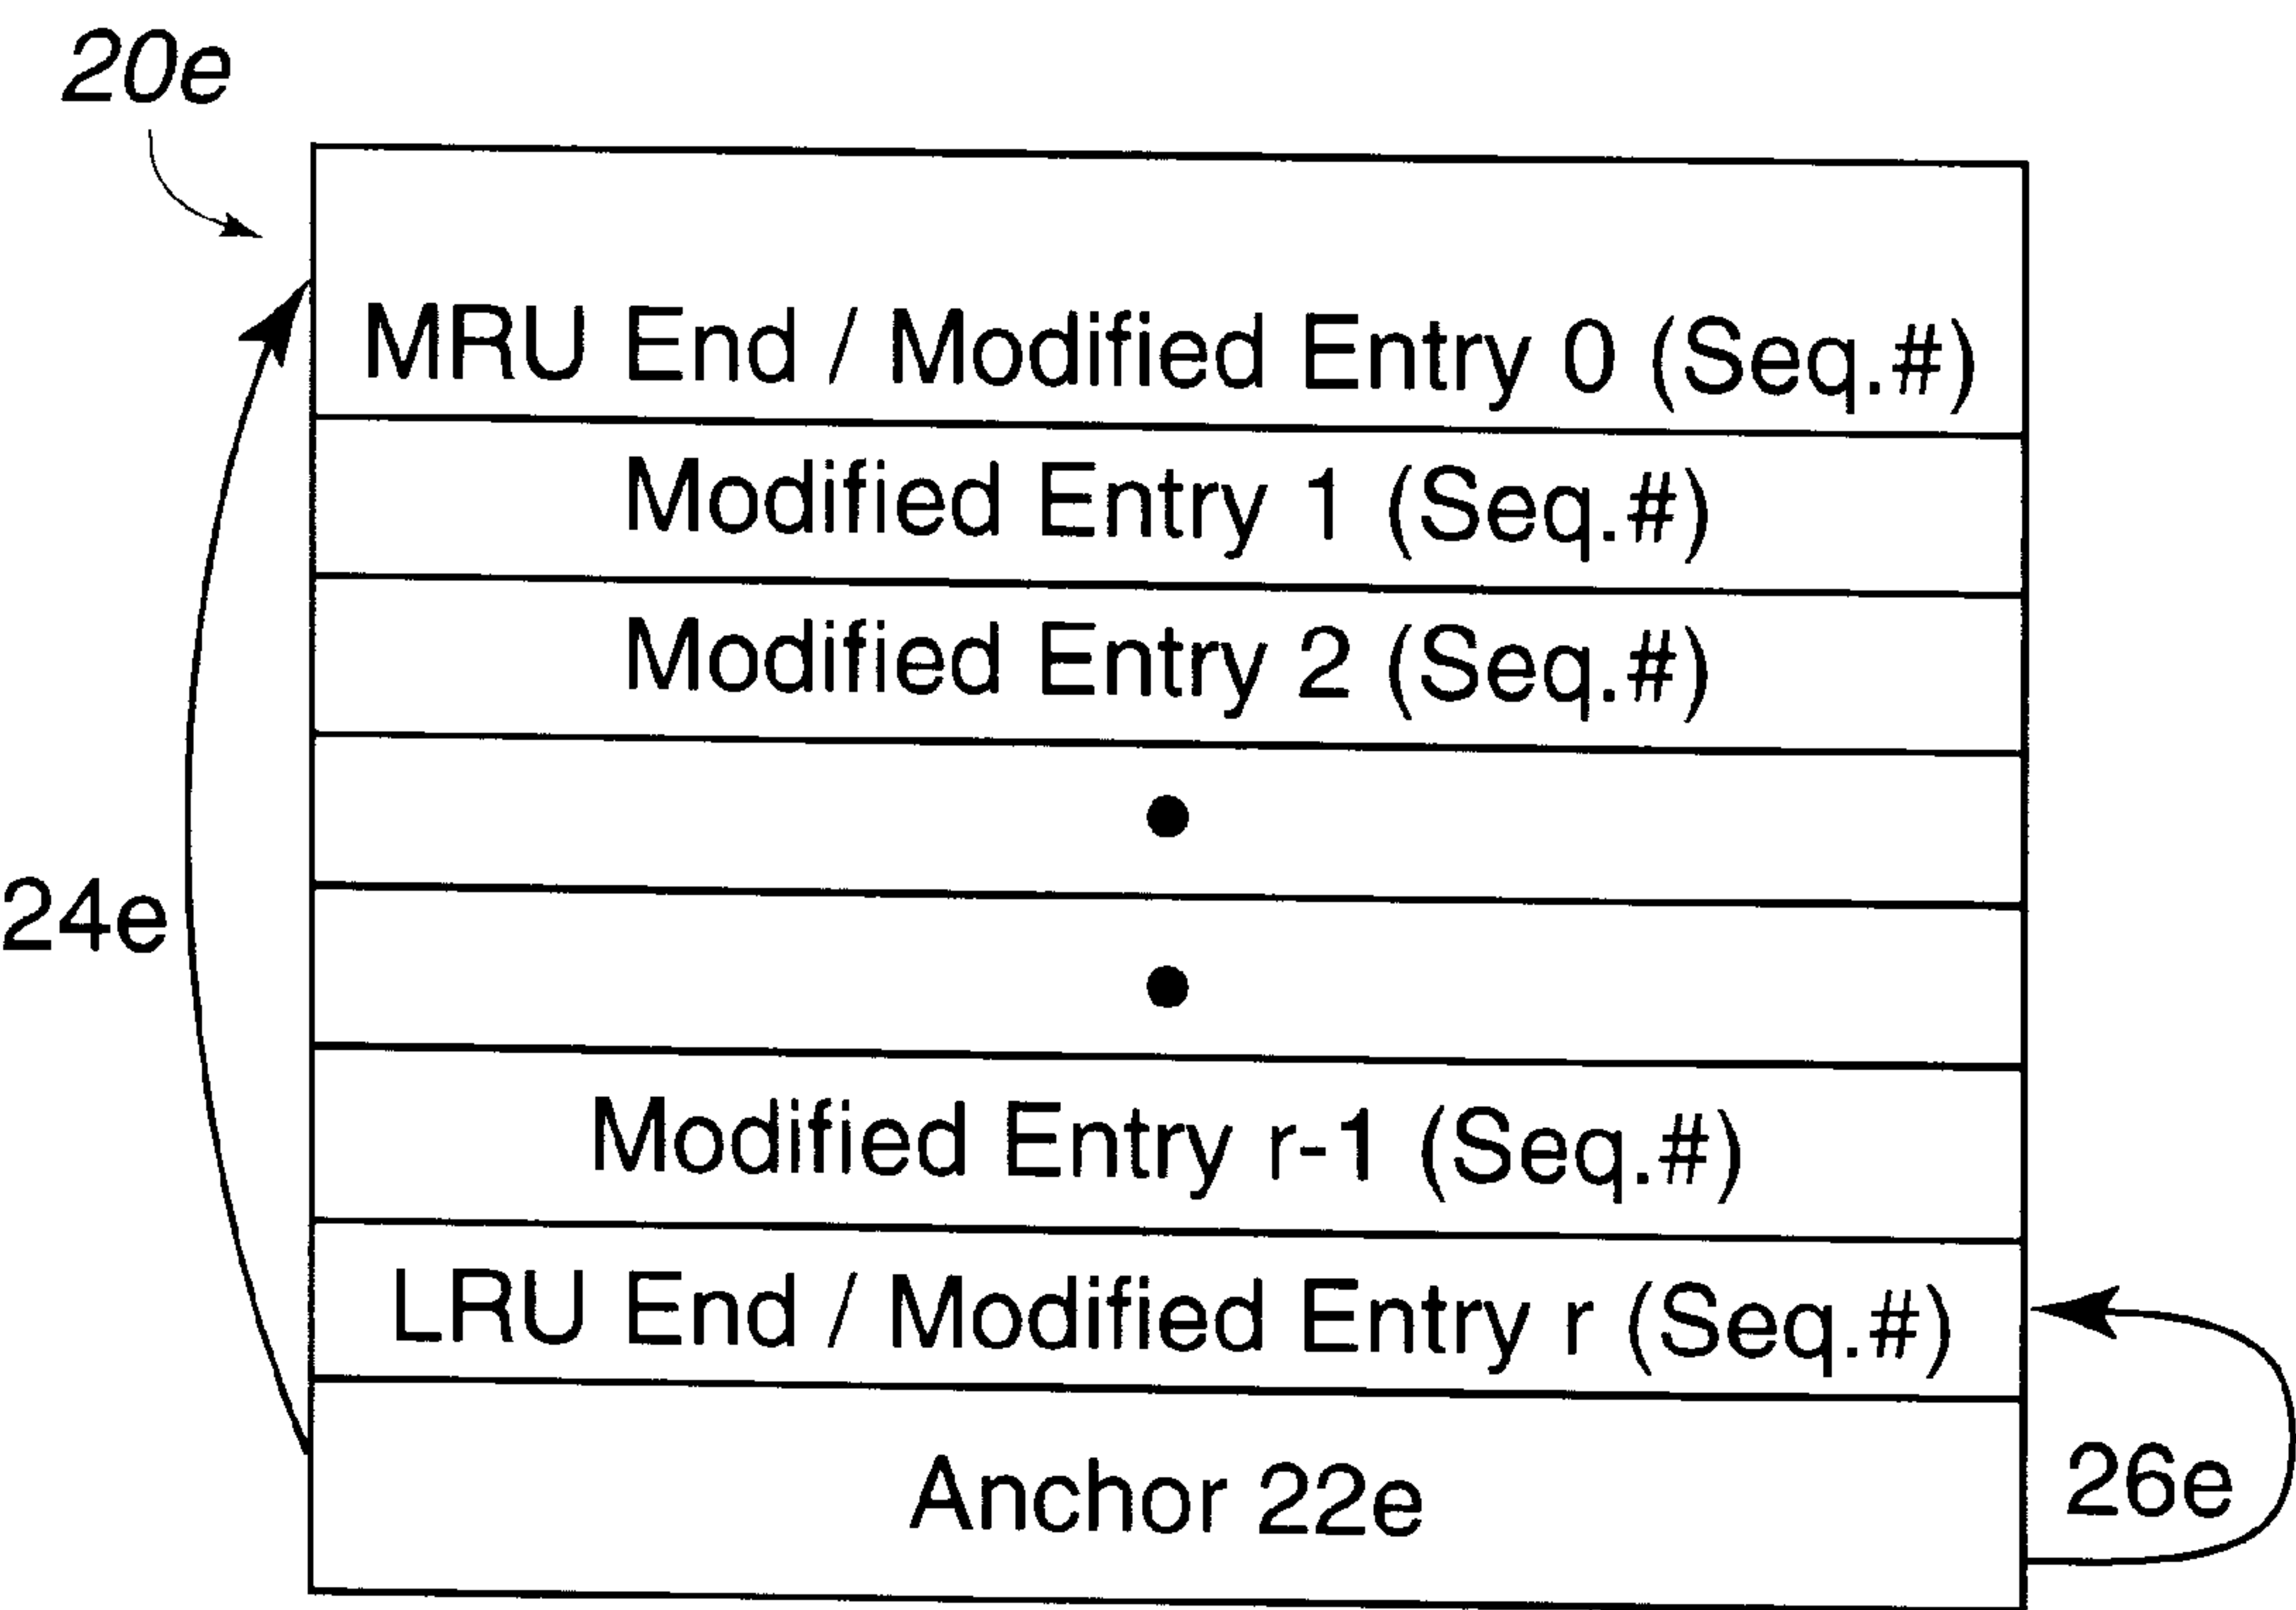 20e
MRU End / Modified Entry 0 (Seq.#)
Modified Entry 1 (Seq.#)
Modified Entry 2 (Seq.#)
24e
Modified Entry r-1 (Seq.#)
LRU End / Modified Entry r (Seq.#)
Anchor 22e
26e